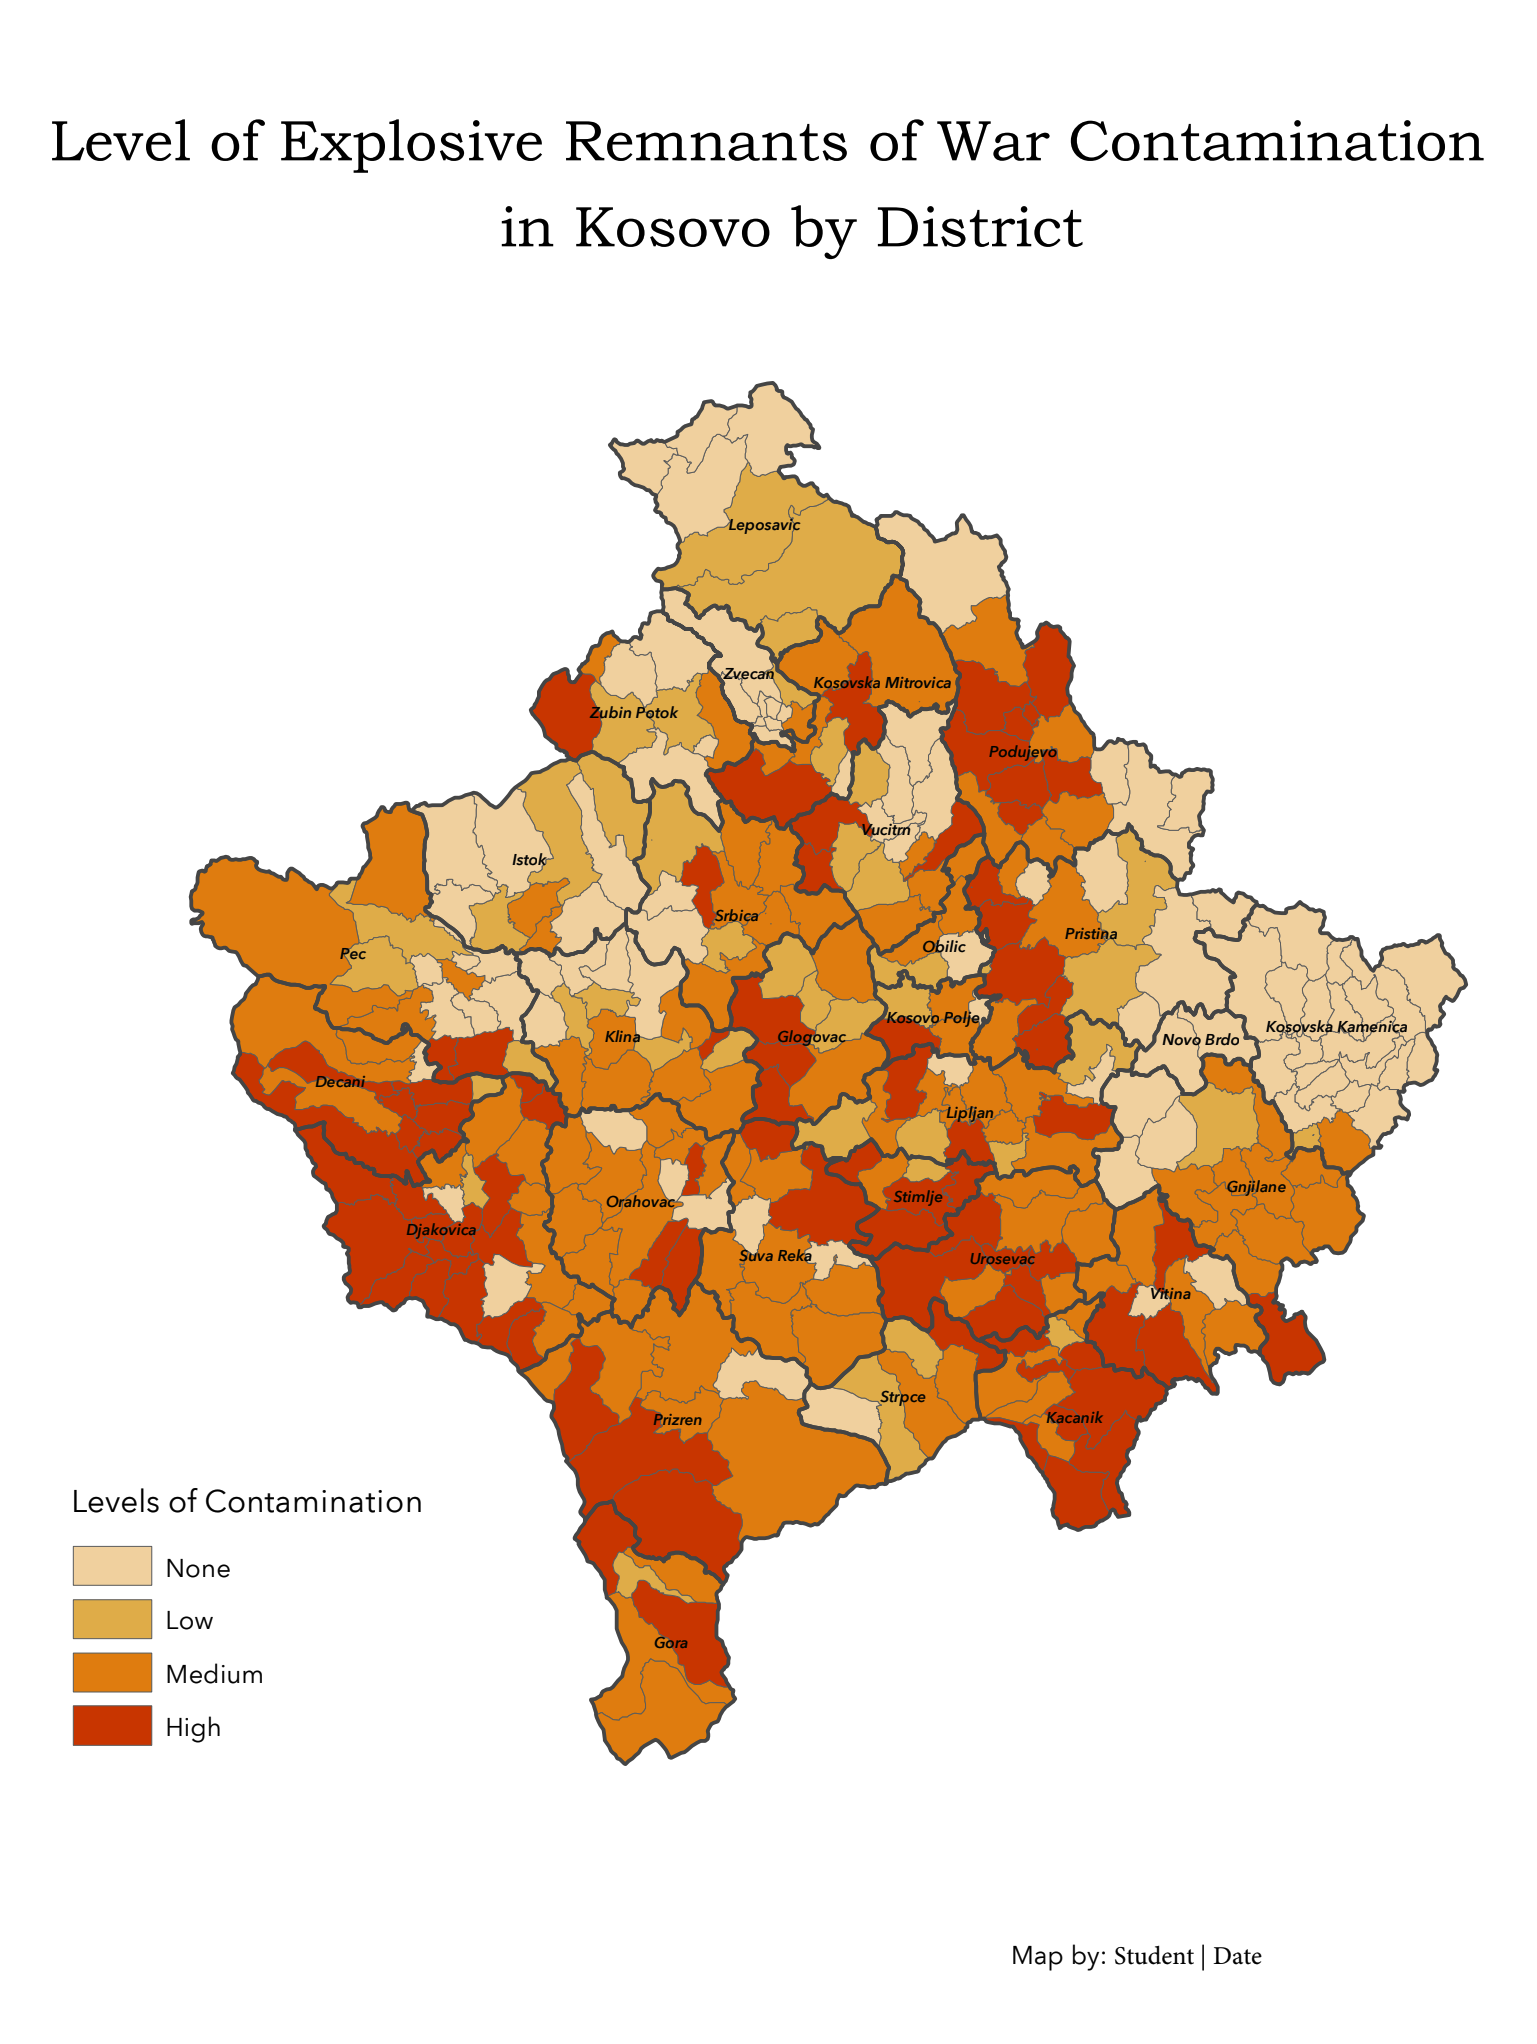 Level of Explosive Remnants of War Contamination
in Kosovo by District
Leposavic
Zvecan
Kosovska Mitrovica
Zubin Potok
Podujevo
Vucitrn
Istok
Srbica
Pristina
Obilic
Pec
Kosovo Polje
Kosovska Kamenica
Klina
Glogovac
Novo Brdo
Decani
Lipljan
Gnjilane
Stimlje
Orahovac
Djakovica
Suva Reka
Urosevac
Vitina
Strpce
Kacanik
Prizren
Gora
Levels of Contamination
None
Low
Medium
High
Map by: Student | Date